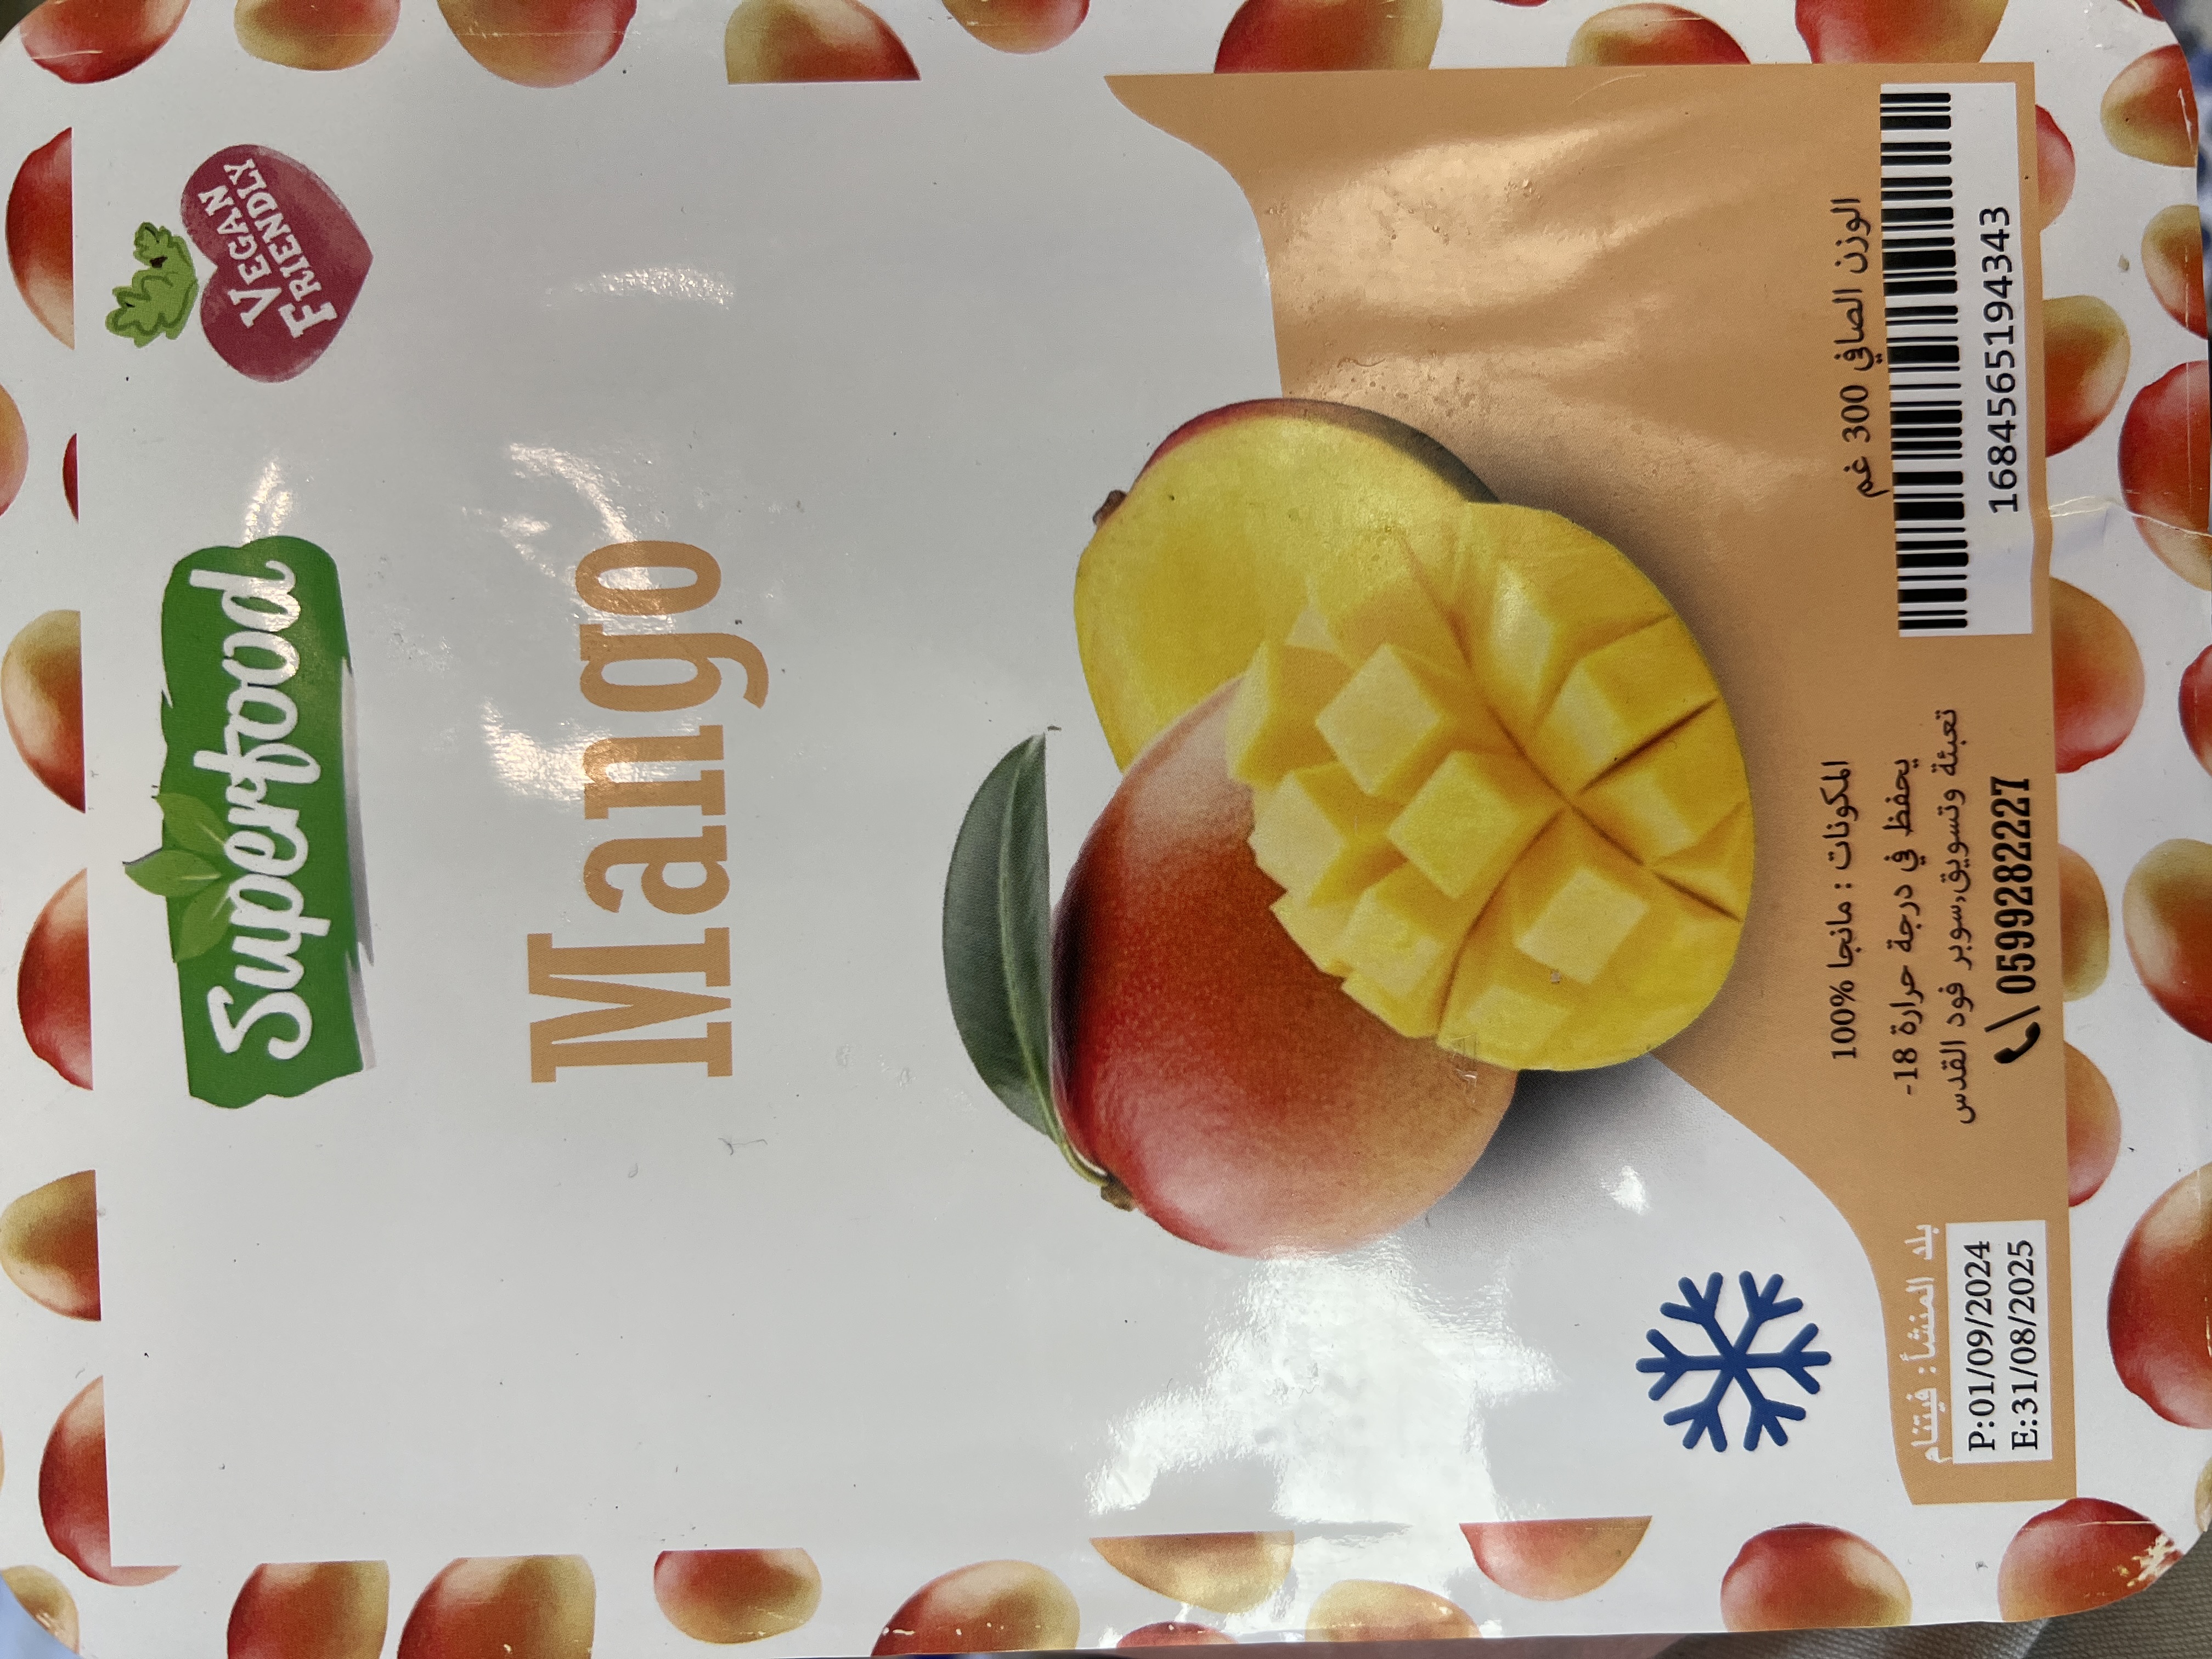 Superfood
VEGAN
FRIENDLY
Mango
بلد المنشأ: فيتنام
P:01/09/2024
E:31/08/2025
المكونات : مانجا 100%
يحفظ في درجة حرارة 18-
تعبئة وتسويق،سوبر فود القدس
0599282227
الوزن الصافي 300 غم
1684565194343